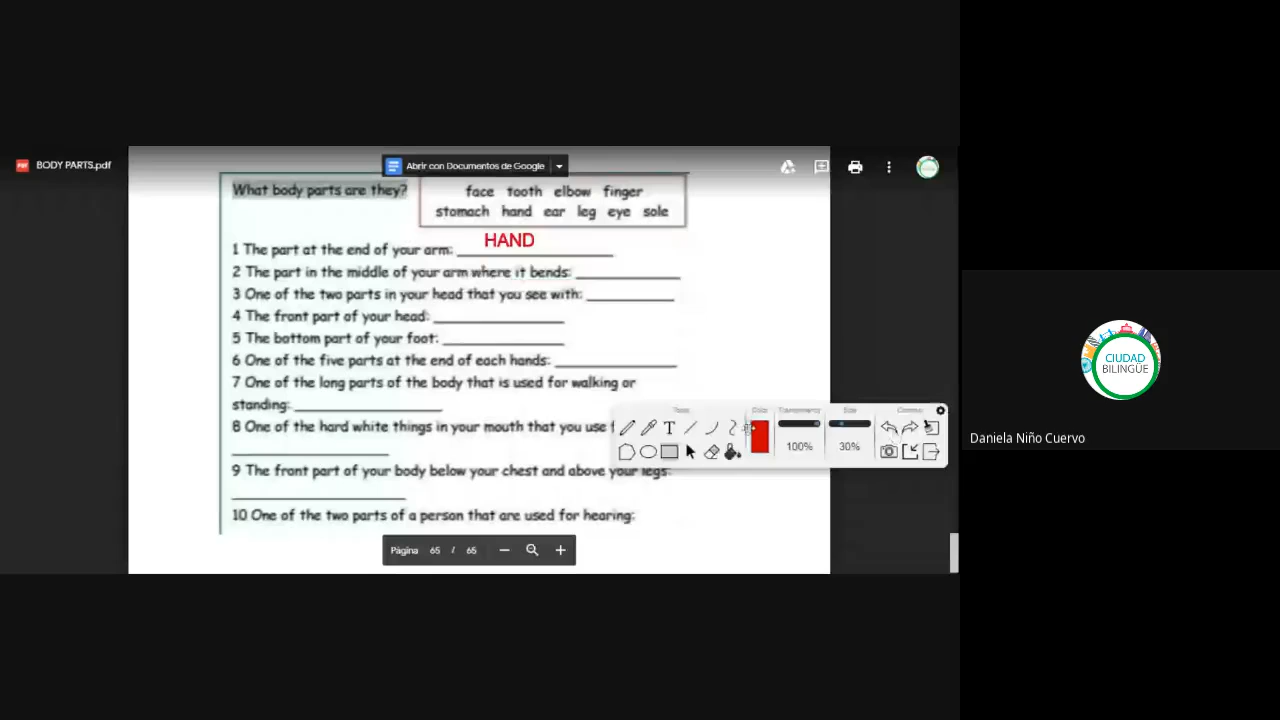 BODY PARTS.pdf
Abrir con Documentos de Google
What body parts are they?
face tooth elbow finger
stomach hand ear leg eye sole
HAND
1 The part at the end of your arm:
2 The part in the middle of your arm where it bends:
3 One of the two parts in your head that you see with:
4 The front part of your head:
5 The bottom part of your foot:
6 One of the five parts at the end of each hands:
7 One of the long parts of the body that is used for walking or
standing:
8 One of the hard white things in your mouth that you use
9 The front part of your body below your chest and above your legs:
10 One of the two parts of a person that are used for hearing:
Tools Color Transparency Size Controls
T
100% 30%
Página 65 / 65
CIUDAD
BILINGÜE
Daniela Niño Cuervo